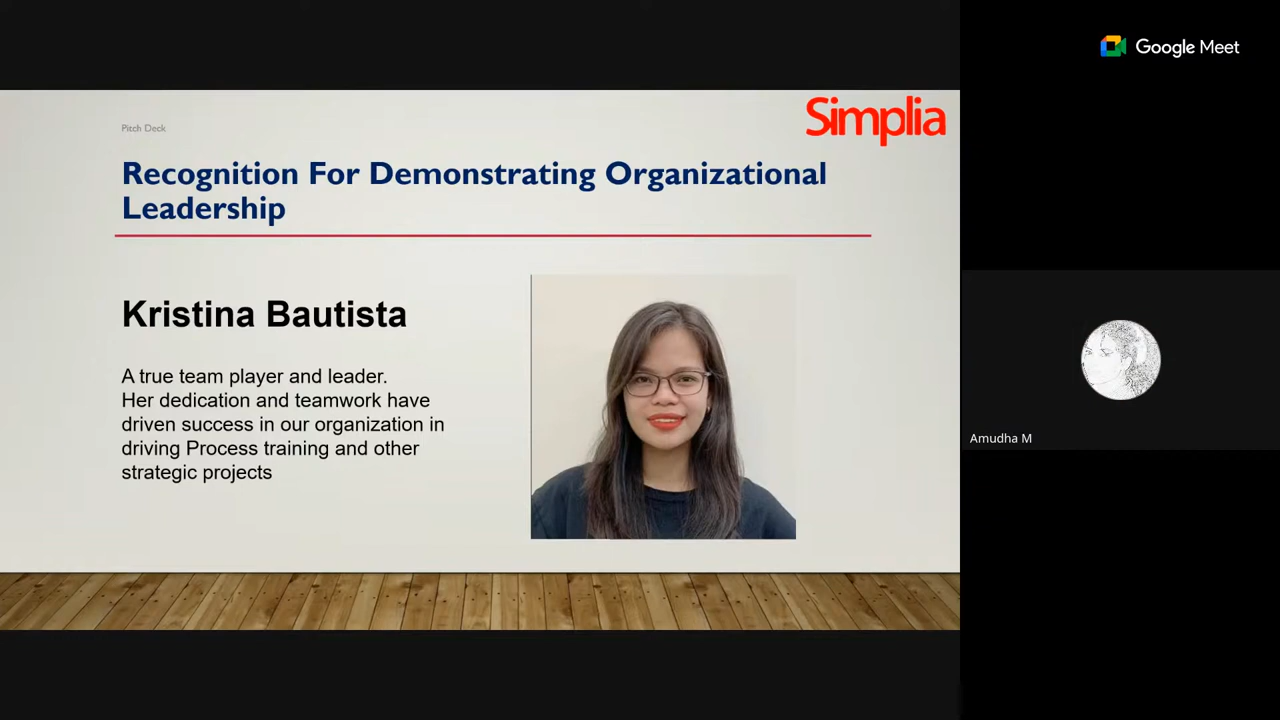 Google Meet
Simplia
Pitch Deck
Recognition For Demonstrating Organizational
Leadership
Kristina Bautista
A true team player and leader.
Her dedication and teamwork have
driven success in our organization in
driving Process training and other
strategic projects
Amudha M